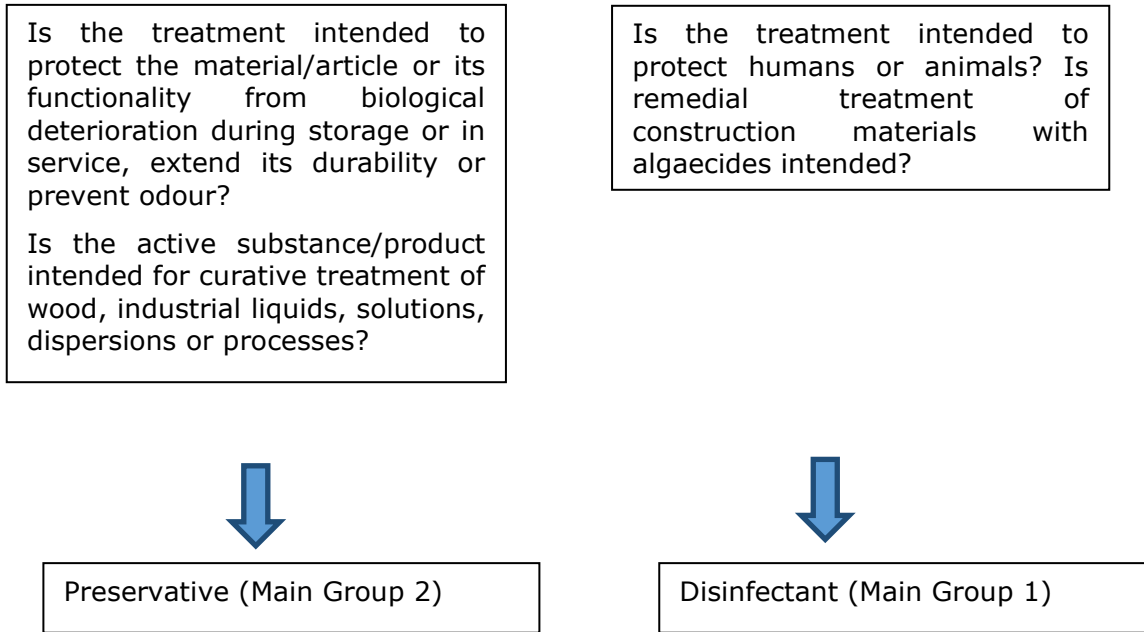 Is the treatment intended to
protect the material/article or its
functionality from biological
deterioration during storage or in
service, extend its durability or
prevent odour?
Is the active substance/product
intended for curative treatment of
wood, industrial liquids, solutions,
dispersions or processes?
Is the treatment intended to
protect humans or animals? Is
remedial treatment of
construction materials with
algaecides intended?
Preservative (Main Group 2)
Disinfectant (Main Group 1)